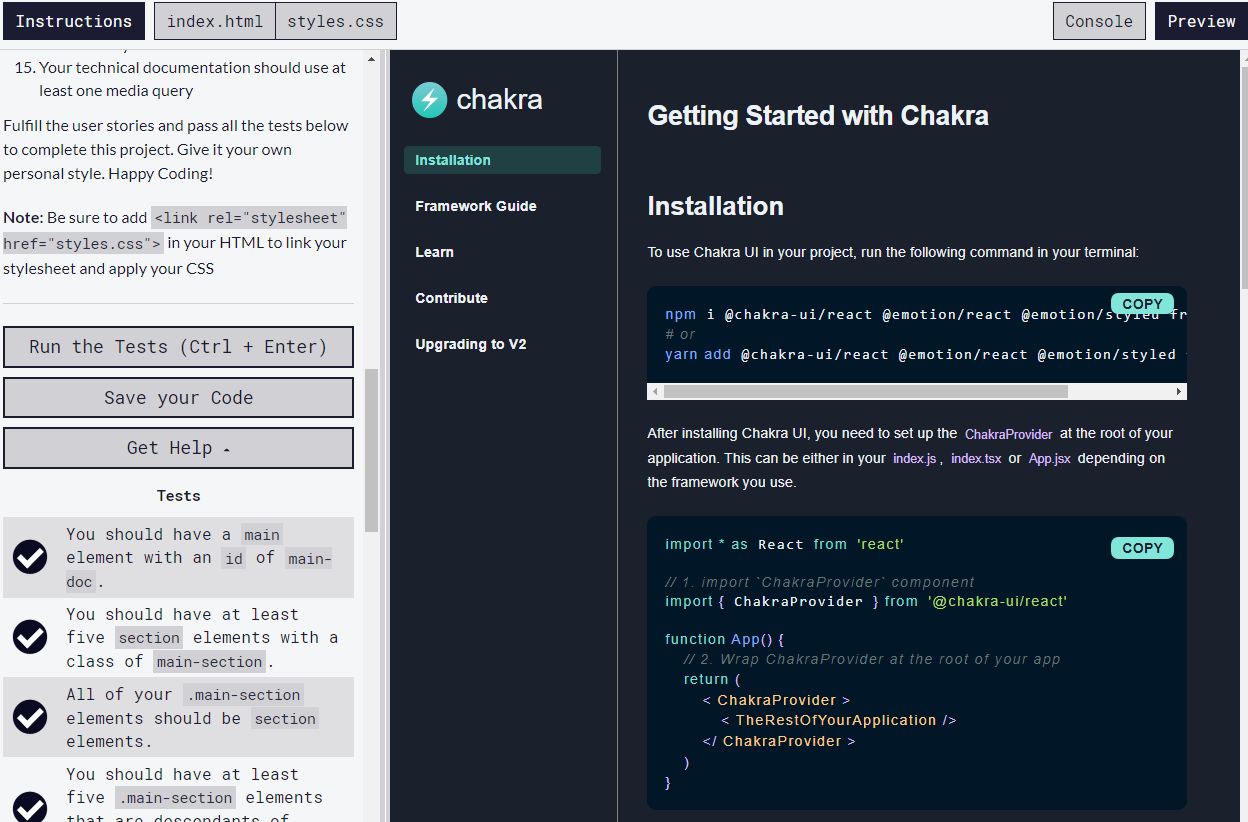 Instructions
index.html
styles.css
Console
Preview
15. Your technical documentation should use at
least one media query
Fulfill the user stories and pass all the tests below
to complete this project. Give it your own
personal style. Happy Coding!
Note: Be sure to add <link rel="stylesheet"
href="styles.css"> in your HTML to link your
stylesheet and apply your CSS
Run the Tests (Ctrl + Enter)
Save your Code
Get Help
Tests
You should have a main
element with an id of main-
doc.
You should have at least
five section elements with a
class of main-section.
All of your .main-section
elements should be section
elements.
You should have at least
five .main-section elements
that are descendants of
chakra
Installation
Framework Guide
Learn
Contribute
Upgrading to V2
Getting Started with Chakra
Installation
To use Chakra UI in your project, run the following command in your terminal:
COPY
npm i @chakra-ui/react @emotion/react @emotion/styled fr
# or
yarn add @chakra-ui/react @emotion/react @emotion/styled
After installing Chakra UI, you need to set up the ChakraProvider at the root of your
application. This can be either in your index.js, index.tsx or App.jsx depending on
the framework you use.
COPY
import * as React from 'react'
// 1. import `ChakraProvider` component
import { ChakraProvider } from '@chakra-ui/react'
function App() {
// 2. Wrap ChakraProvider at the root of your app
return (
< ChakraProvider >
< TheRestOfYourApplication />
</ ChakraProvider >
)
}